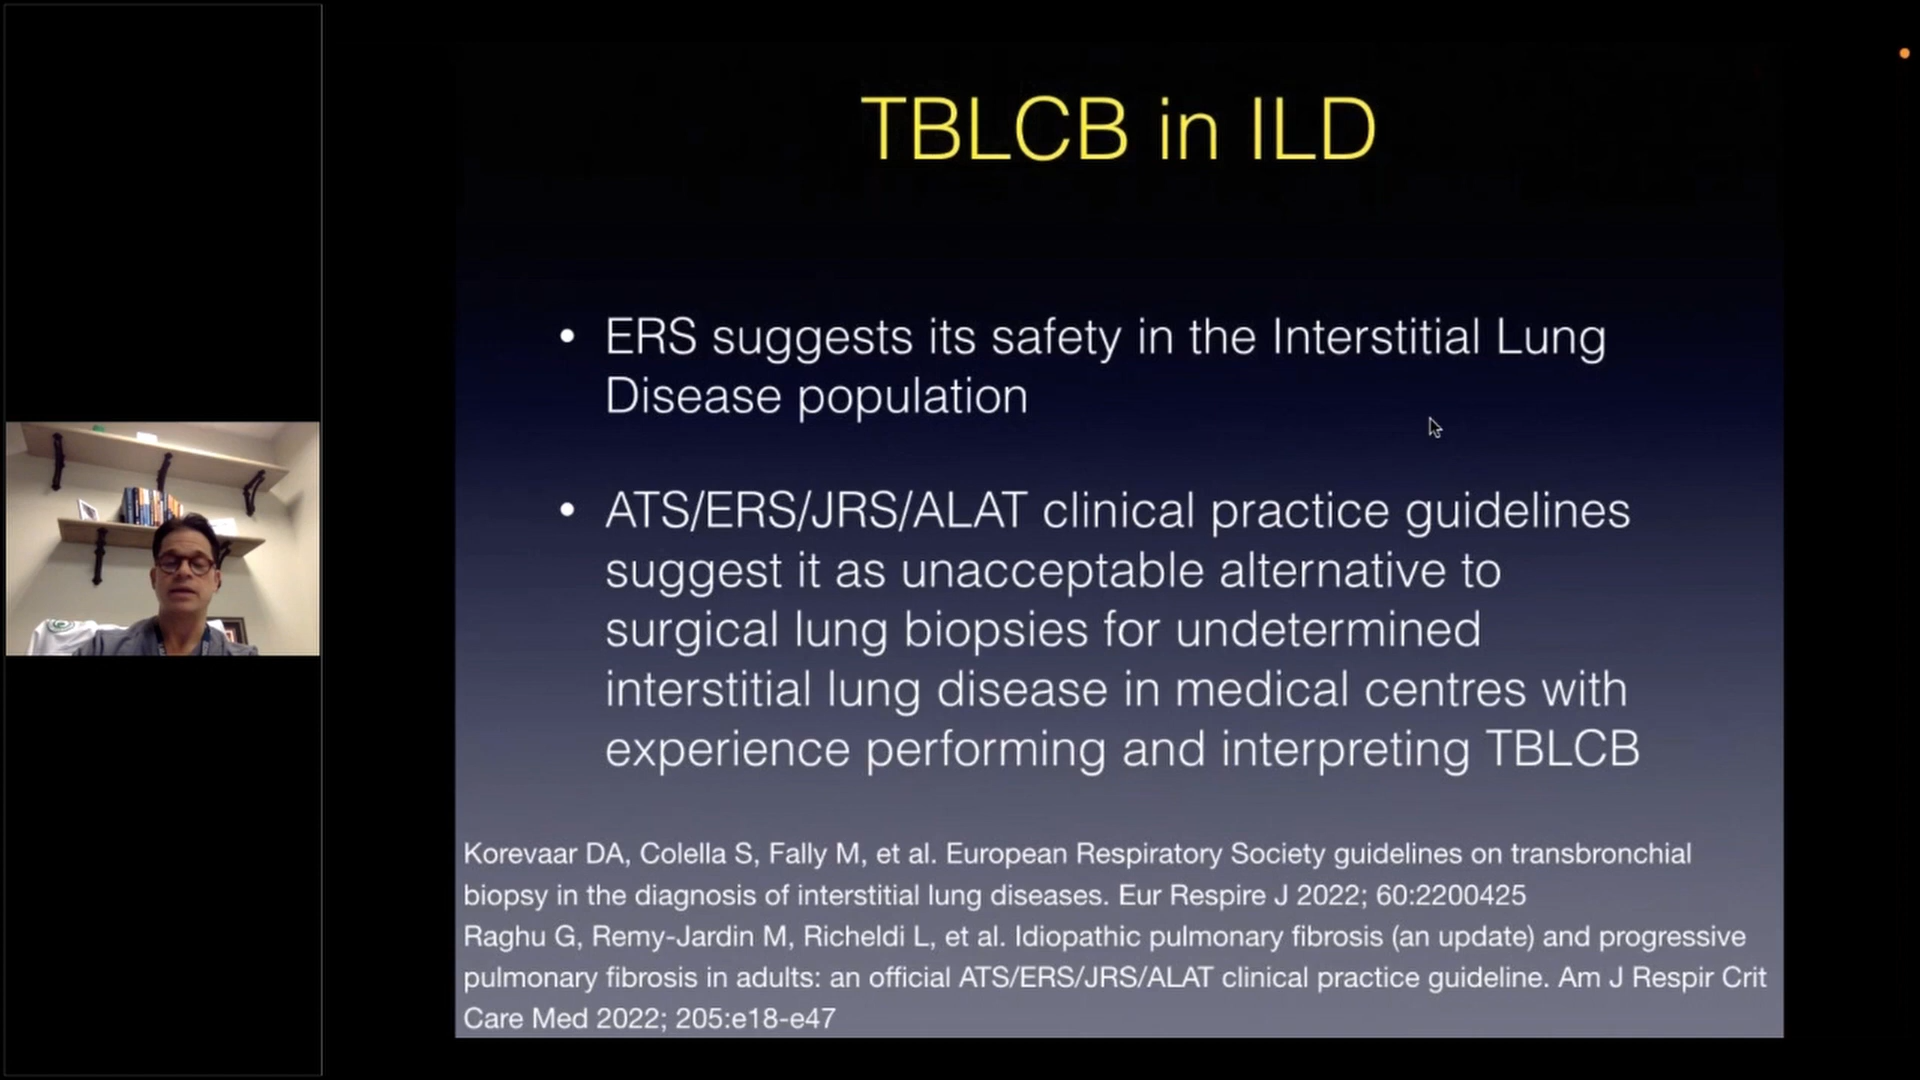 TBLCB in ILD
• ERS suggests its safety in the Interstitial Lung
Disease population
• ATS/ERS/JRS/ALAT clinical practice guidelines
suggest it as unacceptable alternative to
surgical lung biopsies for undetermined
interstitial lung disease in medical centres with
experience performing and interpreting TBLCB
Korevaar DA, Colella S, Fally M, et al. European Respiratory Society guidelines on transbronchial
biopsy in the diagnosis of interstitial lung diseases. Eur Respire J 2022; 60:2200425
Raghu G, Remy-Jardin M, Richeldi L, et al. Idiopathic pulmonary fibrosis (an update) and progressive
pulmonary fibrosis in adults: an official ATS/ERS/JRS/ALAT clinical practice guideline. Am J Respir Crit
Care Med 2022; 205:e18-e47